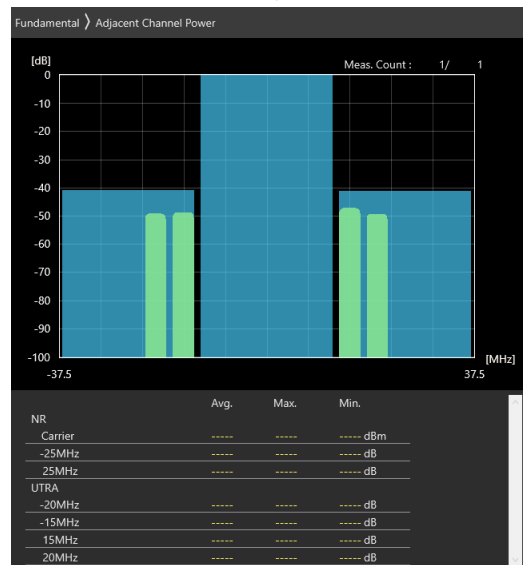 Fundamental ❯ Adjacent Channel Power
[dB]
Meas. Count : 1/ 1
0
-10
-20
-30
-40
-50
-60
-70
-80
-90
-100
[MHz]
-37.5 37.5
Avg. Max. Min.
NR
Carrier ----- ----- ----- dBm
-25MHz ----- ----- ----- dB
25MHz ----- ----- ----- dB
UTRA
-20MHz ----- ----- ----- dB
-15MHz ----- ----- ----- dB
15MHz ----- ----- ----- dB
20MHz ----- ----- ----- dB